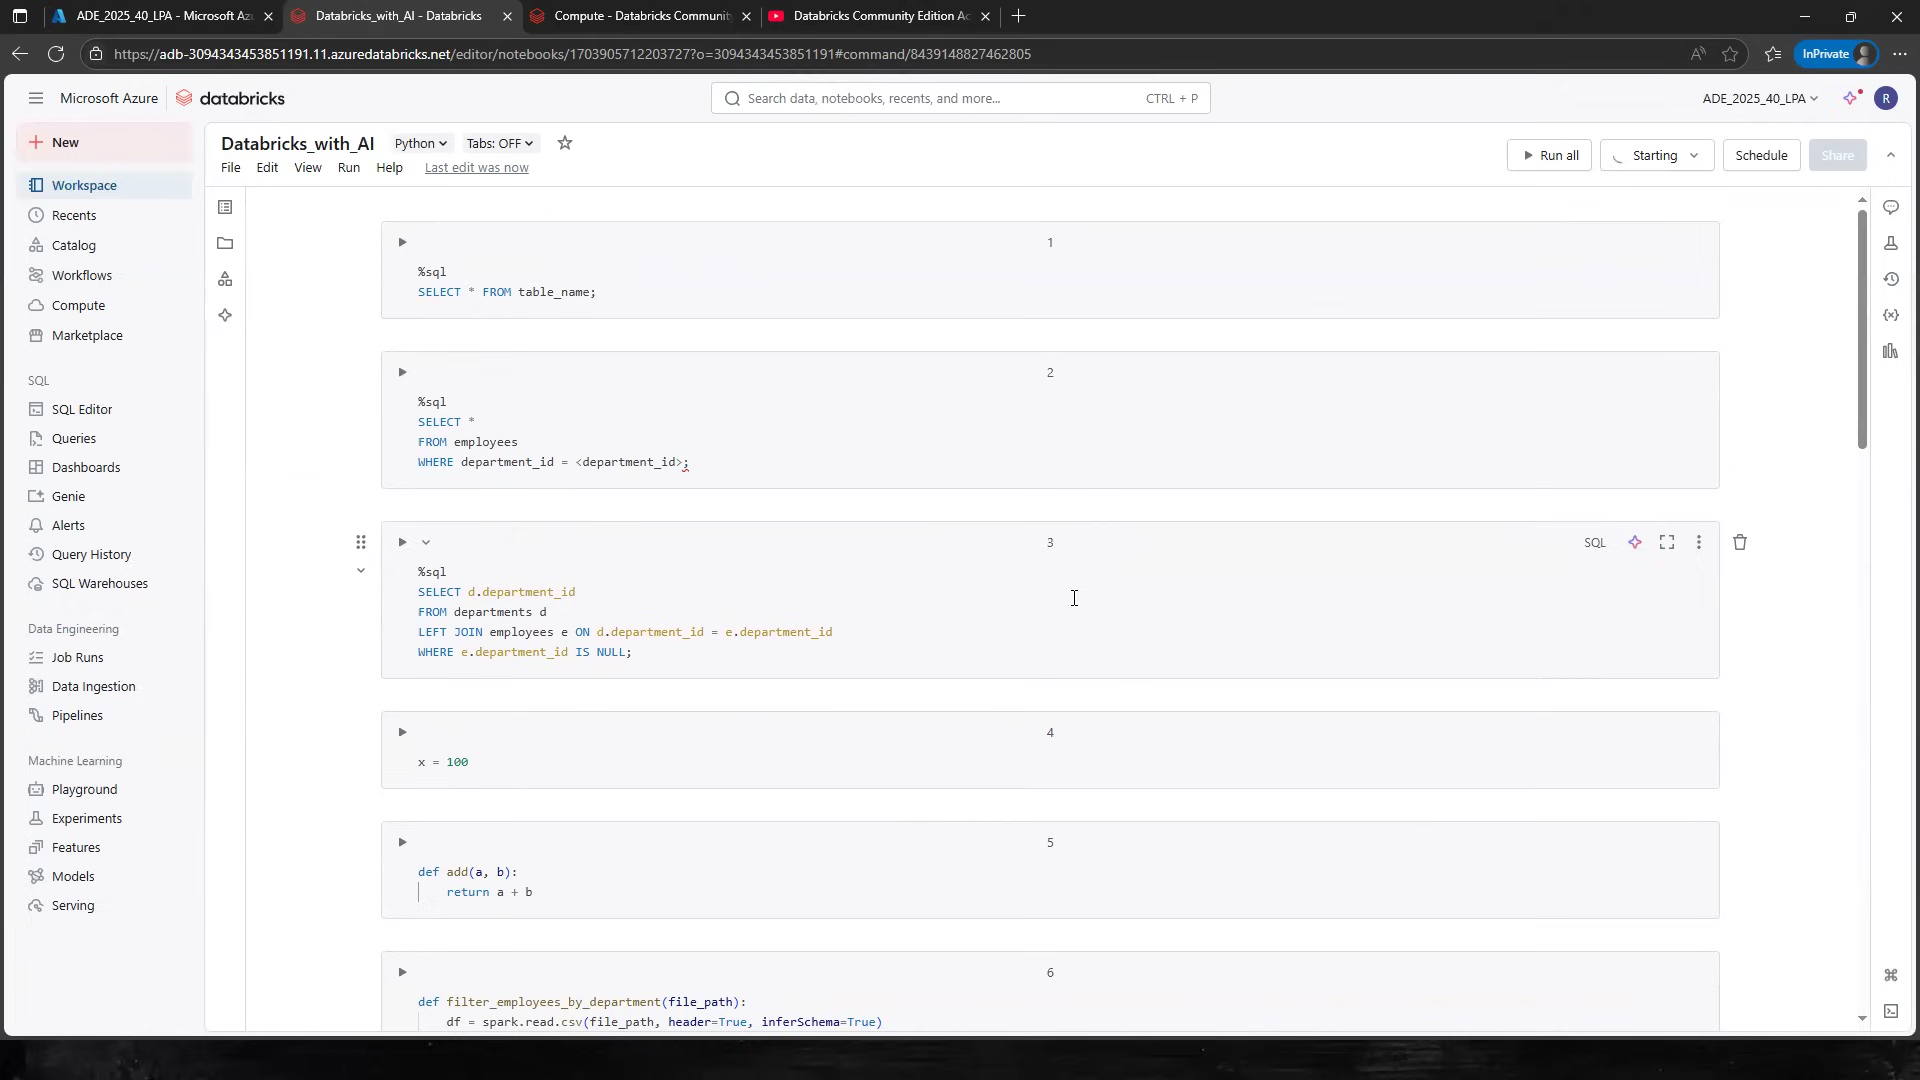 ADE_2025_40_LPA - Microsoft Az
Databricks_with_AI - Databricks
Compute - Databricks Communit
Databricks Community Edition Ac
https://adb-3094343453851191.11.azuredatabricks.net/editor/notebooks/1703905712203727?o=3094343453851191#command/8439148827462805
InPrivate
Microsoft Azure
databricks
Search data, notebooks, recents, and more...
CTRL + P
ADE_2025_40_LPA
R
New
Workspace
Recents
Catalog
Workflows
Compute
Marketplace
SQL
SQL Editor
Queries
Dashboards
Genie
Alerts
Query History
SQL Warehouses
Data Engineering
Job Runs
Data Ingestion
Pipelines
Machine Learning
Playground
Experiments
Features
Models
Serving
Databricks_with_AI
Python
Tabs: OFF
File
Edit
View
Run
Help
Last edit was now
Run all
Starting
Schedule
Share
1
%sql
SELECT * FROM table_name;
2
%sql
SELECT *
FROM employees
WHERE department_id = <department_id>;
3
SQL
%sql
SELECT d.department_id
FROM departments d
LEFT JOIN employees e ON d.department_id = e.department_id
WHERE e.department_id IS NULL;
4
x = 100
5
def add(a, b):
return a + b
6
def filter_employees_by_department(file_path):
df = spark.read.csv(file_path, header=True, inferSchema=True)